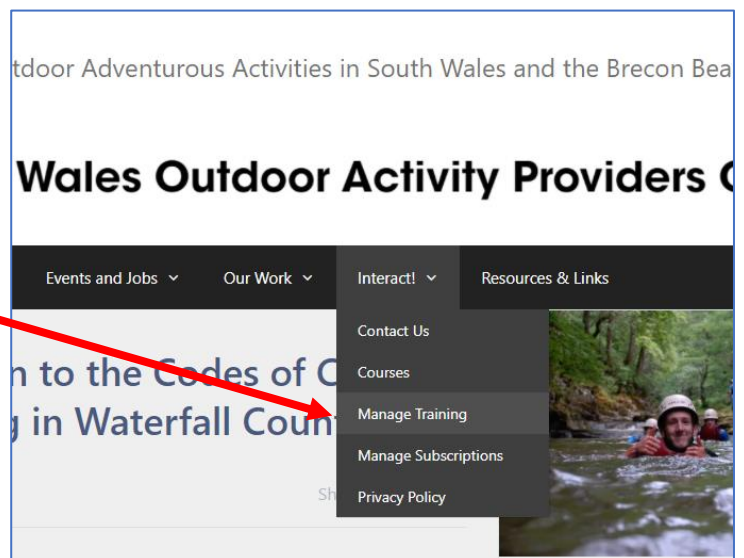 tdoor Adventurous Activities in South Wales and the Brecon Bea
Wales Outdoor Activity Providers
Events and Jobs Our Work Interact! Resources & Links
Contact Us
Courses
Manage Training
Manage Subscriptions
Privacy Policy
n to the Codes of C
in Waterfall Coun
Sh